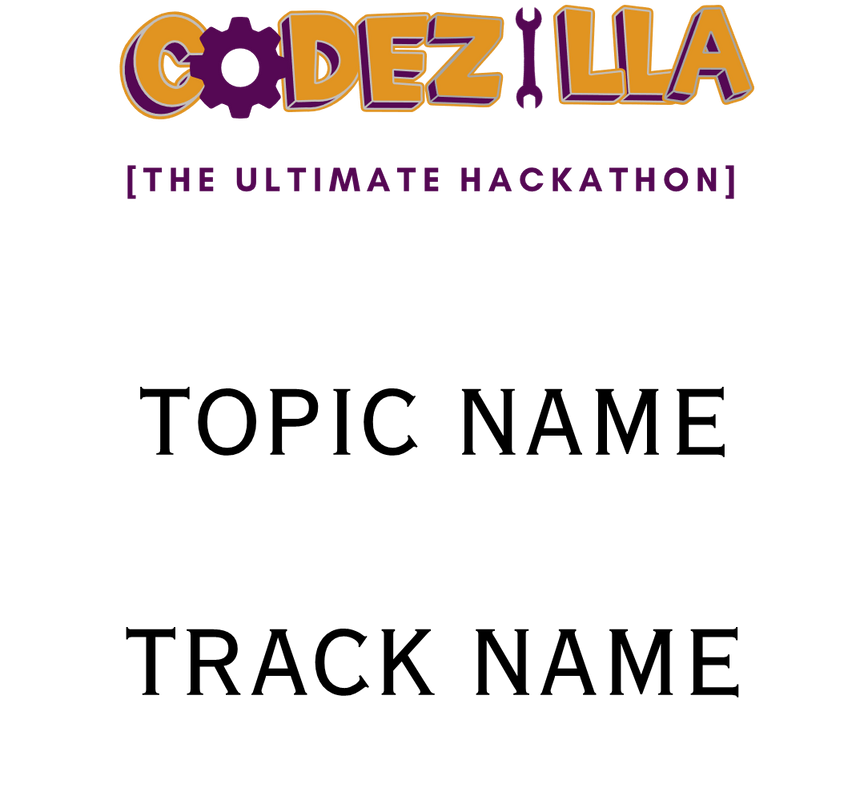 CODEZILLA
[THE ULTIMATE HACKATHON]
TOPIC NAME
TRACK NAME